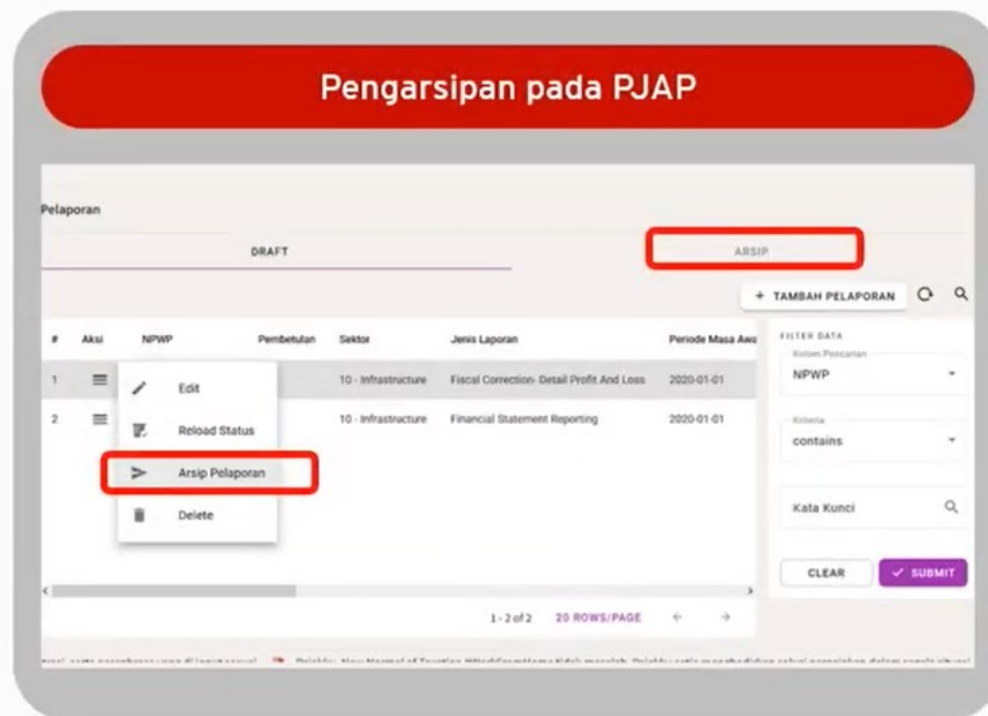 Pengarsipan pada PJAP
Pelaporan
DRAFT ARSIP
+ TAMBAH PELAPORAN
# Aksi NPWP Pembetulan Sektor Jenis Laporan Periode Masa Awa
1 10 - Infrastructure Fiscal Correction- Detail Profit And Loss 2020-01-01
2 10 - Infrastructure Financial Statement Reporting 2020-01-01
Edit
Reload Status
Arsip Pelaporan
Delete
FILTER DATA
Kolom Pencarian
NPWP
Kriteria
contains
Kata Kunci
CLEAR SUBMIT
1 - 2 of 2 20 ROWS/PAGE